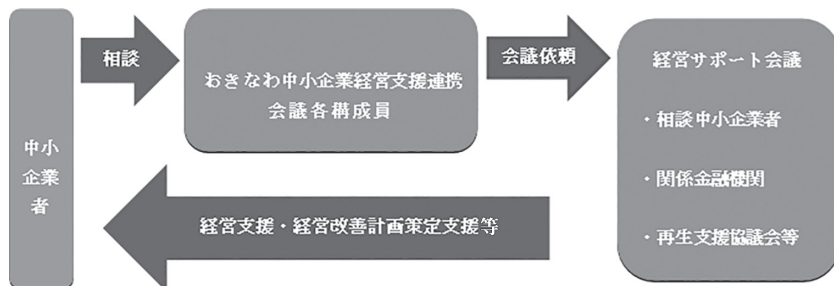 中小
企業
者
相談
おきなわ中小企業経営支援連携
会議各構成員
会議依頼
経営サポート会議
・相談中小企業者
・関係金融機関
・再生支援協議会等
経営支援・経営改善計画策定支援等